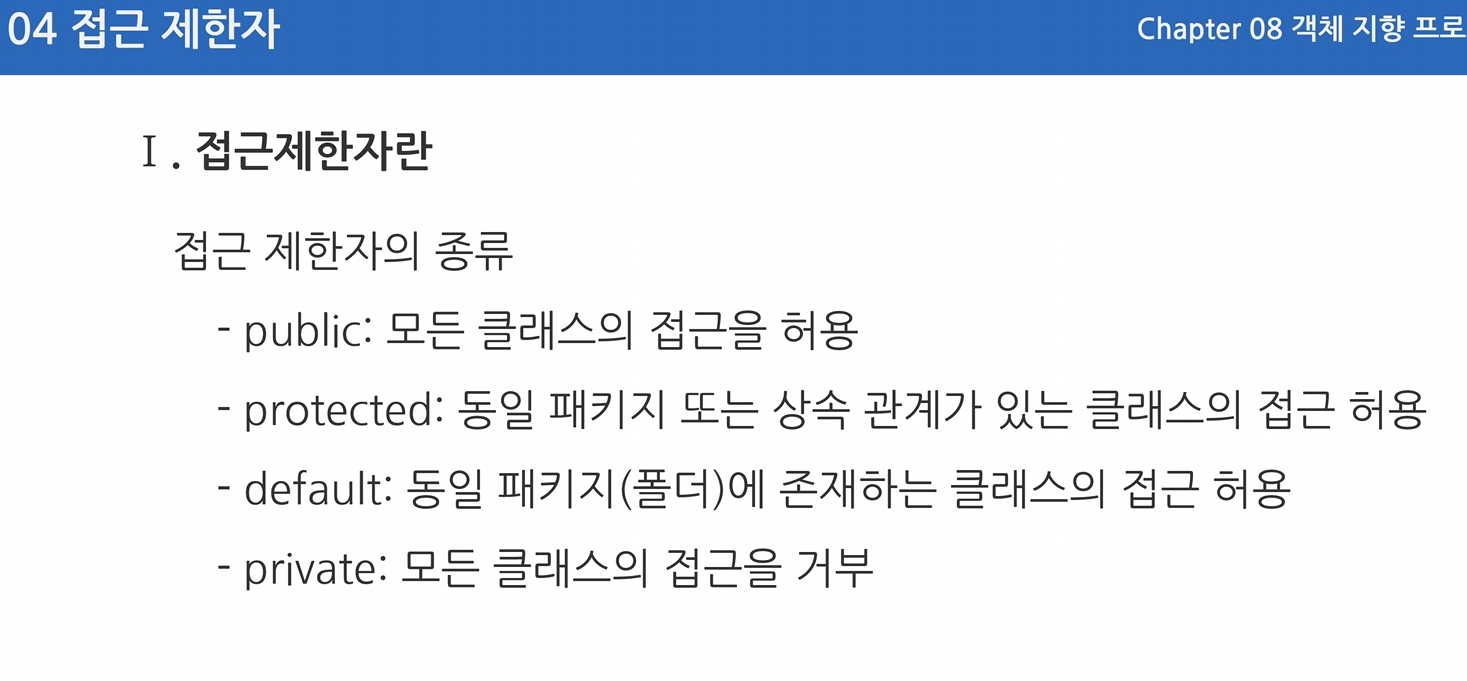 04 접근 제한자
Chapter 08 객체 지향 프로
Ⅰ. 접근제한자란
접근 제한자의 종류
- public: 모든 클래스의 접근을 허용
- protected: 동일 패키지 또는 상속 관계가 있는 클래스의 접근 허용
- default: 동일 패키지(폴더)에 존재하는 클래스의 접근 허용
- private: 모든 클래스의 접근을 거부